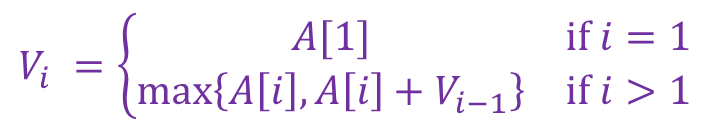 V_i = { A[1] if i = 1
max{A[i], A[i] + V_{i−1}} if i > 1